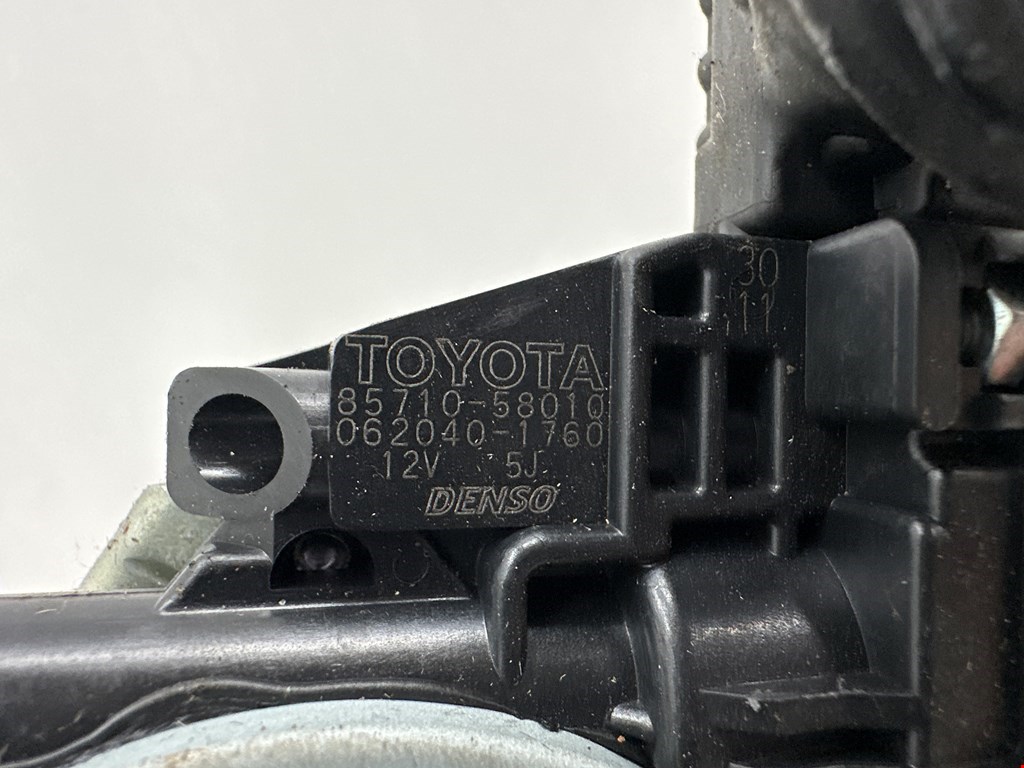 30
11
TOYOTA
85710-58010
062040-1760
12V 5J
DENSO